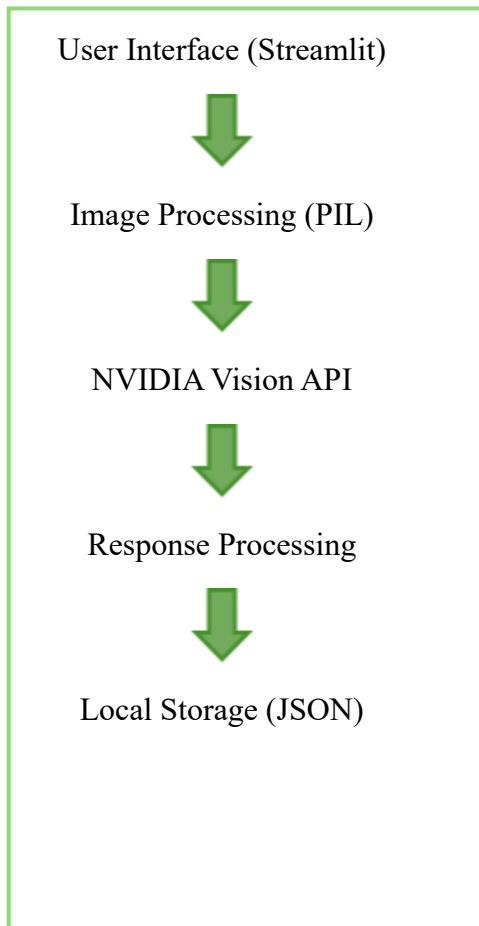 User Interface (Streamlit)
Image Processing (PIL)
NVIDIA Vision API
Response Processing
Local Storage (JSON)